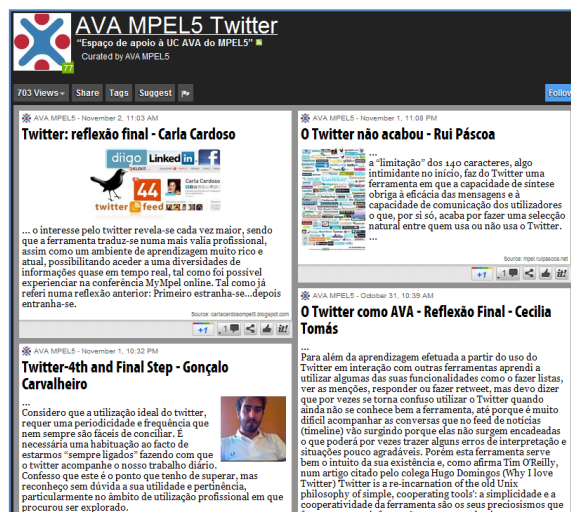 AVA MPEL5 Twitter
“Espaço de apoio à UC AVA do MPEL5”
Curated by AVA MPEL5
77
703 Views Share Tags Suggest
Follow
AVA MPEL5 - November 2, 11:03 AM
Twitter: reflexão final - Carla Cardoso
diigo LinkedIn f
KLOUT
44
Carla Cardoso
twitter feed
... o interesse pelo twitter revela-se cada vez maior, sendo
que a ferramenta traduz-se numa mais valia profissional,
assim como um ambiente de aprendizagem muito rico e
atual, possibilitando aceder a uma diversidades de
informações quase em tempo real, tal como foi possível
experienciar na conferência MyMpel online. Tal como já
referi numa reflexão anterior: Primeiro estranha-se...depois
entranha-se.
Source: carlacardosompel5.blogspot.com
+1 it!
AVA MPEL5 - November 1, 10:32 PM
Twitter-4th and Final Step - Gonçalo
Carvalheiro
...
Considero que a utilização ideal do twitter,
requer uma periodicidade e frequência que
nem sempre são fáceis de conciliar. É
necessária uma habituação ao facto de
estarmos “sempre ligados” fazendo com que
o twitter acompanhe o nosso trabalho diário.
Confesso que este é o ponto que tenho de superar, mas
reconheço sem dúvida a sua utilidade e pertinência,
particularmente no âmbito de utilização profissional em que
procurou ser explorado.
AVA MPEL5 - November 1, 11:08 PM
O Twitter não acabou - Rui Páscoa
...
a “limitação” dos 140 caracteres, algo
intimidante no início, faz do Twitter uma
ferramenta em que a capacidade de síntese
obriga à eficácia das mensagens e à
capacidade de comunicação dos utilizadores
o que, por si só, acaba por fazer uma selecção
natural entre quem usa ou não usa o Twitter.
...
Source: mpel.ruipascoa.net
+1 1 it!
AVA MPEL5 - October 31, 10:39 AM
O Twitter como AVA - Reflexão Final - Cecilia
Tomás
...
Para além da aprendizagem efetuada a partir do uso do
Twitter em interação com outras ferramentas aprendi a
utilizar algumas das suas funcionalidades como o fazer listas,
ver as menções, responder ou fazer retweet, mas devo dizer
que por vezes se torna confuso utilizar o Twitter quando
ainda não se conhece bem a ferramenta, até porque é muito
difícil acompanhar as conversas que no feed de notícias
(timeline) vão surgindo porque elas não surgem encadeadas
o que poderá por vezes trazer alguns erros de interpretação e
situações pouco agradáveis. Porém esta ferramenta serve
bem o intuito da sua existência e, como afirma Tim O'Reilly,
num artigo citado pelo colega Hugo Domingos (Why I love
Twitter) 'Twitter is a re-incarnation of the old Unix
philosophy of simple, cooperating tools': a simplicidade e a
cooperatividade da ferramenta são os seus preciosismos que